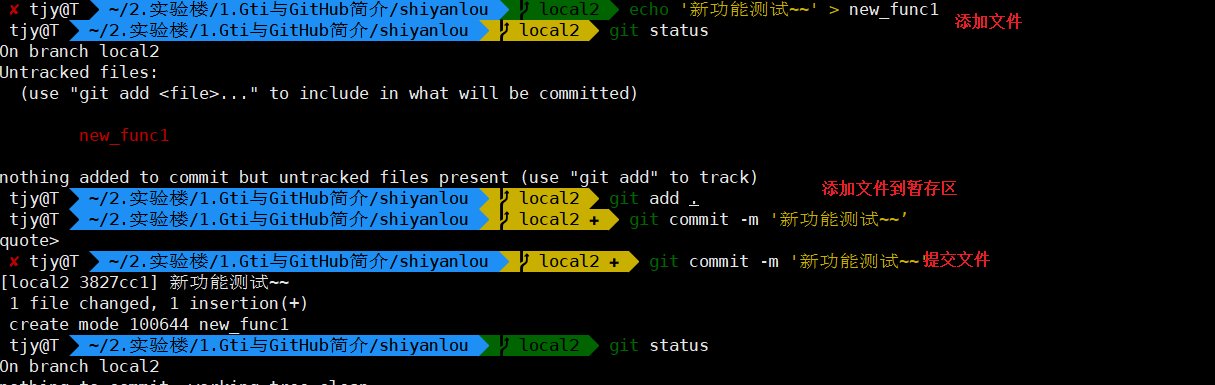 ✘ tjy@T ~/2.实验楼/1.Gti与GitHub简介/shiyanlou local2 echo '新功能测试~~' > new_func1
添加文件
tjy@T ~/2.实验楼/1.Gti与GitHub简介/shiyanlou local2 git status
On branch local2
Untracked files:
(use "git add <file>..." to include in what will be committed)
new_func1
nothing added to commit but untracked files present (use "git add" to track)
添加文件到暂存区
tjy@T ~/2.实验楼/1.Gti与GitHub简介/shiyanlou local2 git add .
tjy@T ~/2.实验楼/1.Gti与GitHub简介/shiyanlou local2 + git commit -m '新功能测试~~’
quote>
✘ tjy@T ~/2.实验楼/1.Gti与GitHub简介/shiyanlou local2 + git commit -m '新功能测试~~'
提交文件
[local2 3827cc1] 新功能测试~~
1 file changed, 1 insertion(+)
create mode 100644 new_func1
tjy@T ~/2.实验楼/1.Gti与GitHub简介/shiyanlou local2 git status
On branch local2
nothing to commit, working tree clean